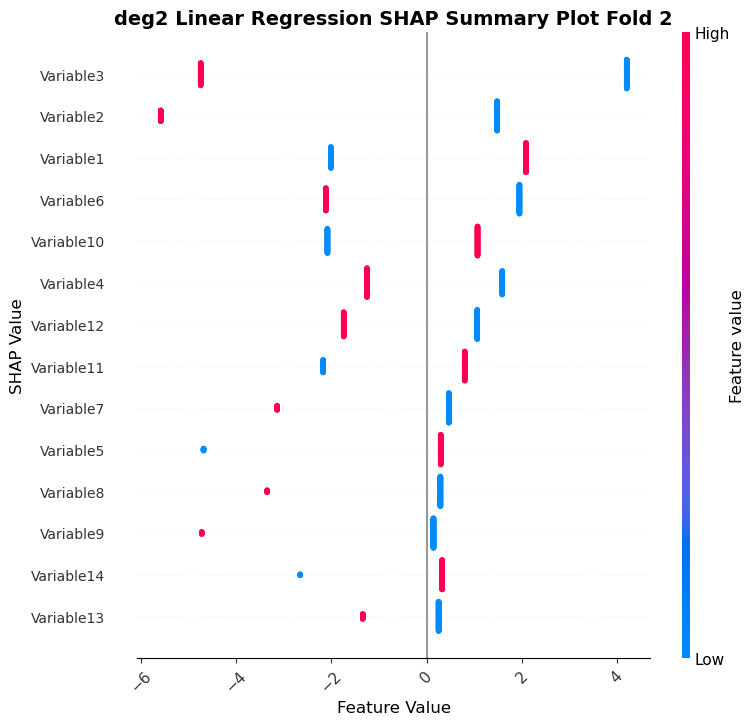 deg2 Linear Regression SHAP Summary Plot Fold 2
High
Variable3
Variable2
Variable1
Variable6
Variable10
Variable4
Variable12
Variable11
Variable7
Variable5
Variable8
Variable9
Variable14
Variable13
SHAP Value
Feature value
Low
−6
−4
−2
0
2
4
Feature Value